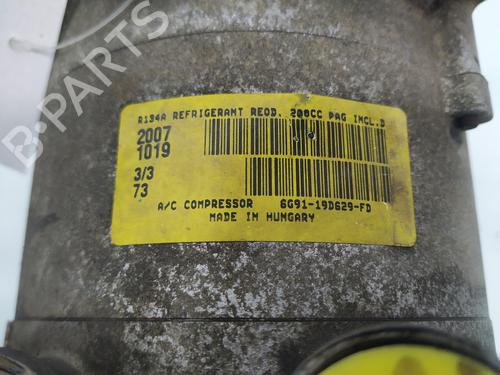 R134A REFRIGERANT REQD. 200CC PAG INCL.D
2007
1019
3/3
73
A/C COMPRESSOR 6G91-19D629-FD
MADE IN HUNGARY
B-PARTS